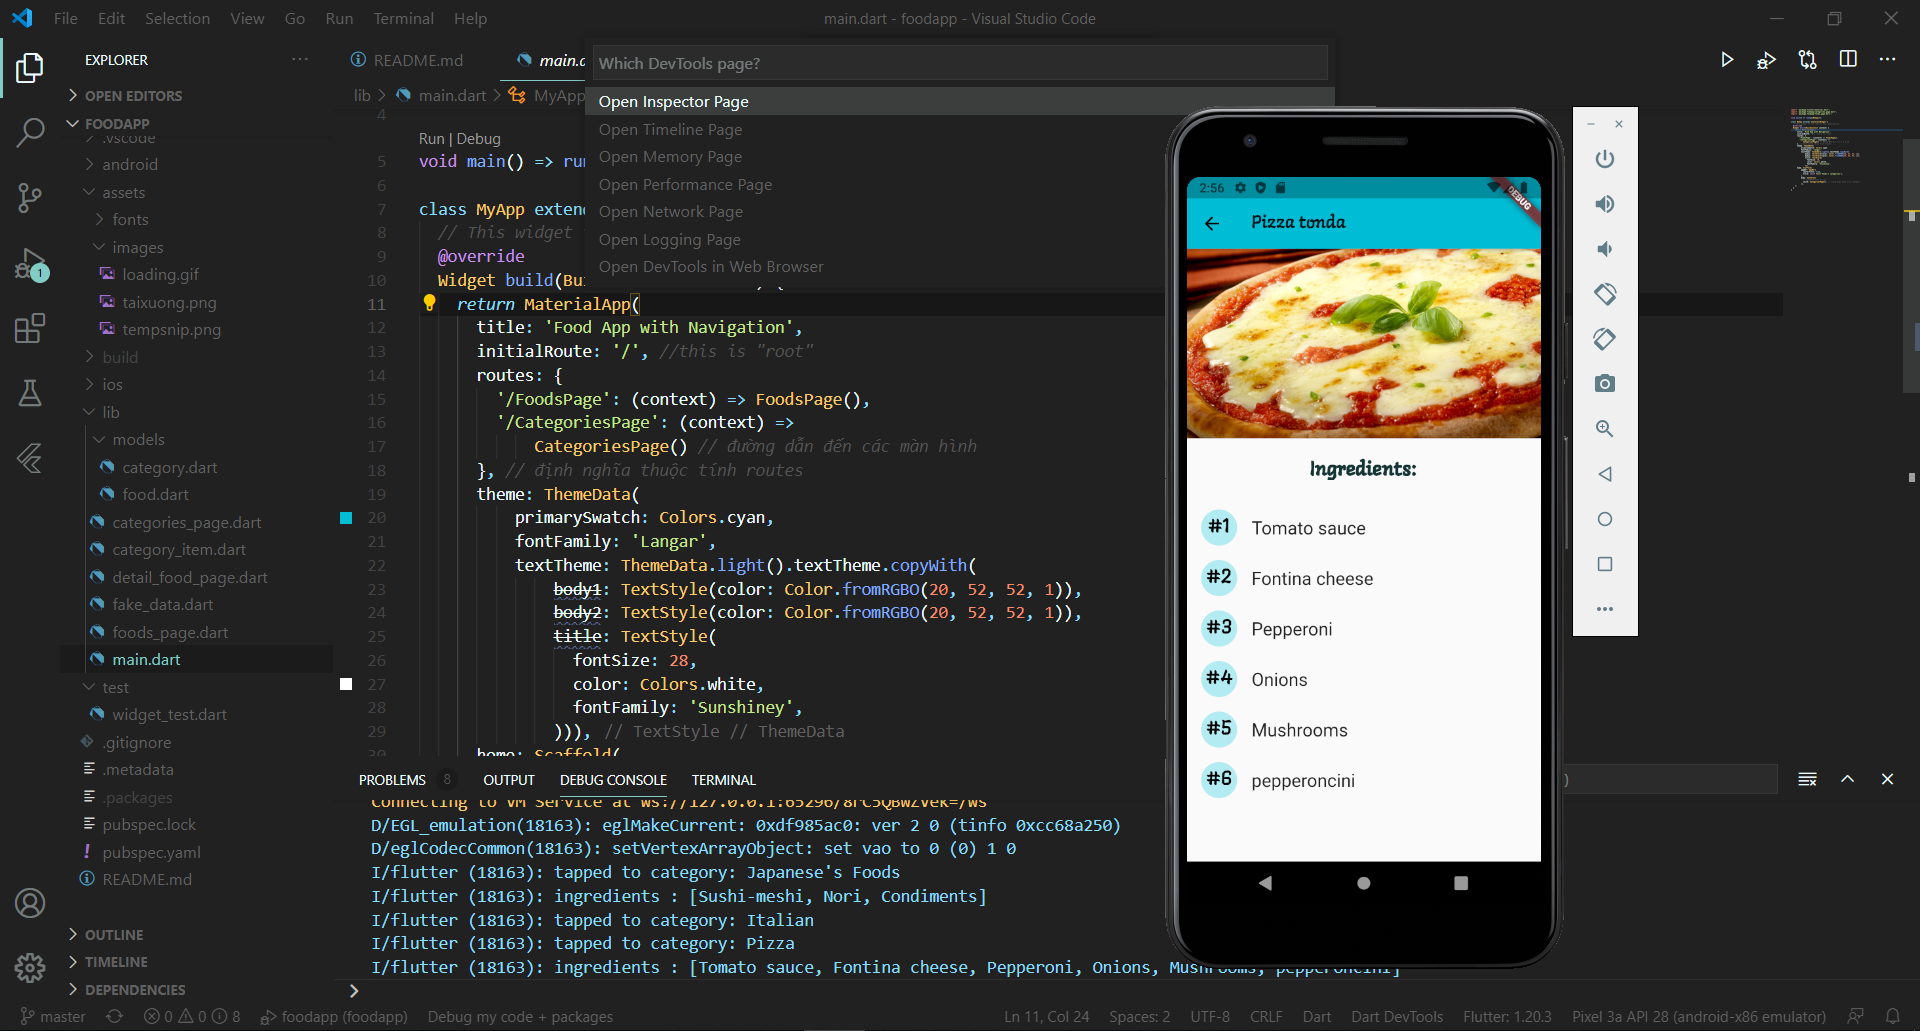 File Edit Selection View Go Run Terminal Help
main.dart - foodapp - Visual Studio Code
EXPLORER
OPEN EDITORS
FOODAPP
.vscode
android
assets
fonts
images
loading.gif
taixuong.png
tempsnip.png
build
ios
lib
models
category.dart
food.dart
categories_page.dart
category_item.dart
detail_food_page.dart
fake_data.dart
foods_page.dart
main.dart
test
widget_test.dart
.gitignore
.metadata
.packages
pubspec.lock
pubspec.yaml
README.md
OUTLINE
TIMELINE
DEPENDENCIES
1
README.md
main.d
lib > main.dart > MyApp
Which DevTools page?
Open Inspector Page
Open Timeline Page
Open Memory Page
Open Performance Page
Open Network Page
Open Logging Page
Open DevTools in Web Browser
4
Run | Debug
5 void main() => ru
6
7 class MyApp exten
8 // This widget
9 @override
10 Widget build(Bu
11 return MaterialApp(
12 title: 'Food App with Navigation',
13 initialRoute: '/', //this is "root"
14 routes: {
15 '/FoodsPage': (context) => FoodsPage(),
16 '/CategoriesPage': (context) =>
17 CategoriesPage() // đường dẫn đến các màn hình
18 }, // định nghĩa thuộc tính routes
19 theme: ThemeData(
20 primarySwatch: Colors.cyan,
21 fontFamily: 'Langar',
22 textTheme: ThemeData.light().textTheme.copyWith(
23 body1: TextStyle(color: Color.fromRGBO(20, 52, 52, 1)),
24 body2: TextStyle(color: Color.fromRGBO(20, 52, 52, 1)),
25 title: TextStyle(
26 fontSize: 28,
27 color: Colors.white,
28 fontFamily: 'Sunshiney',
29 ))), // TextStyle // ThemeData
30 home: Scaffold(
PROBLEMS 8 OUTPUT DEBUG CONSOLE TERMINAL
D/EGL_emulation(18163): eglMakeCurrent: 0xdf985ac0: ver 2 0 (tinfo 0xcc68a250)
D/eglCodecCommon(18163): setVertexArrayObject: set vao to 0 (0) 1 0
I/flutter (18163): tapped to category: Japanese's Foods
I/flutter (18163): ingredients : [Sushi-meshi, Nori, Condiments]
I/flutter (18163): tapped to category: Italian
I/flutter (18163): tapped to category: Pizza
I/flutter (18163): ingredients : [Tomato sauce, Fontina cheese, Pepperoni, Onions, Mushrooms, pepperoncini]
2:56
DEBUG
Pizza tonda
Ingredients:
#1 Tomato sauce
#2 Fontina cheese
#3 Pepperoni
#4 Onions
#5 Mushrooms
#6 pepperoncini
master
0 0 8
foodapp (foodapp)
Debug my code + packages
Ln 11, Col 24
Spaces: 2
UTF-8
CRLF
Dart
Dart DevTools
Flutter: 1.20.3
Pixel 3a API 28 (android-x86 emulator)